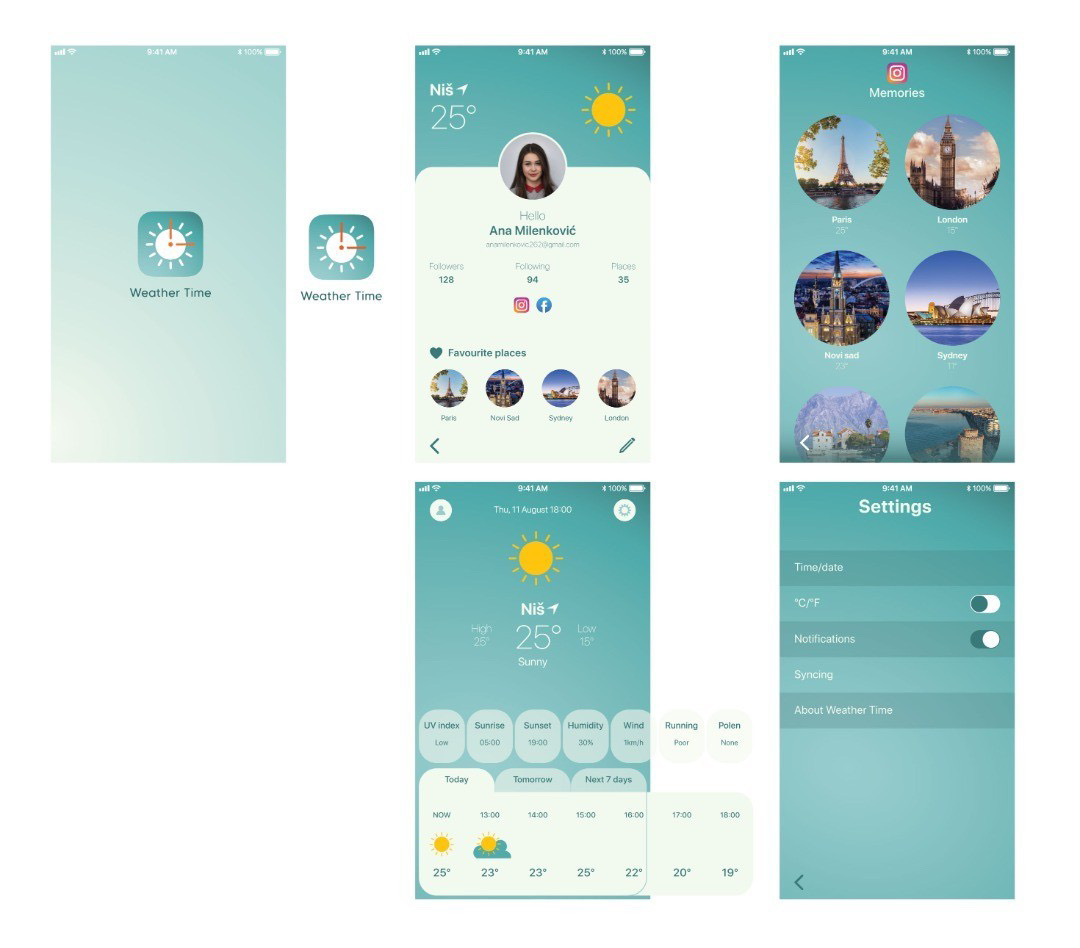 9:41 AM
100%
Weather Time
Weather Time
9:41 AM
100%
Niš
25°
Hello
Ana Milenković
anamilenkovic262@gmail.com
Followers Following Places
128 94 35
Favourite places
Paris Novi Sad Sydney London
9:41 AM
100%
Memories
Paris London
25° 15°
Novi sad Sydney
23° 11°
9:41 AM
100%
Thu, 11 August 18:00
Niš
High 25° Low
25° 15°
Sunny
UV index Sunrise Sunset Humidity Wind Running Polen
Low 05:00 19:00 30% 1km/h Poor None
Today Tomorrow Next 7 days
NOW 13:00 14:00 15:00 16:00 17:00 18:00
25° 23° 23° 25° 22° 20° 19°
9:41 AM
100%
Settings
Time/date
°C/°F
Notifications
Syncing
About Weather Time